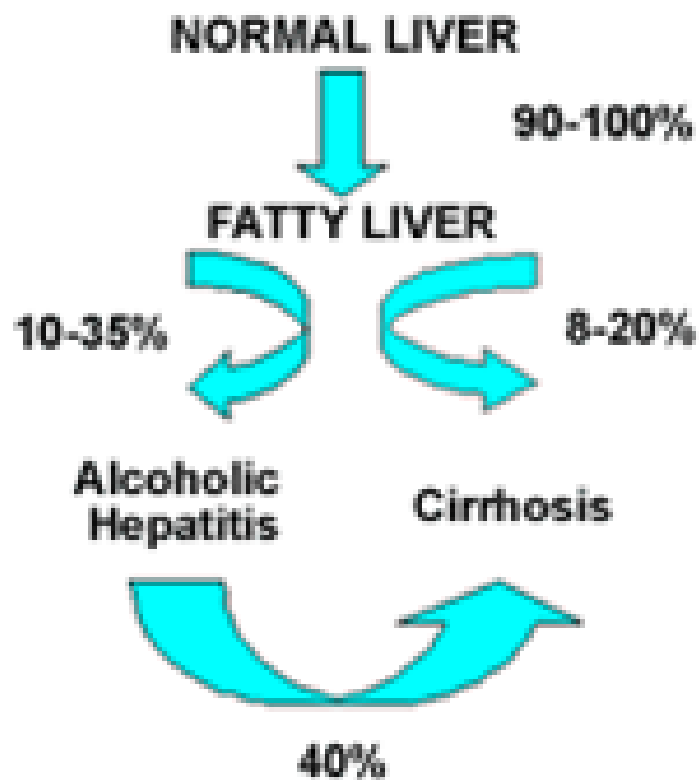 NORMAL LIVER
90-100%
FATTY LIVER
10-35%
8-20%
Alcoholic
Hepatitis
Cirrhosis
40%